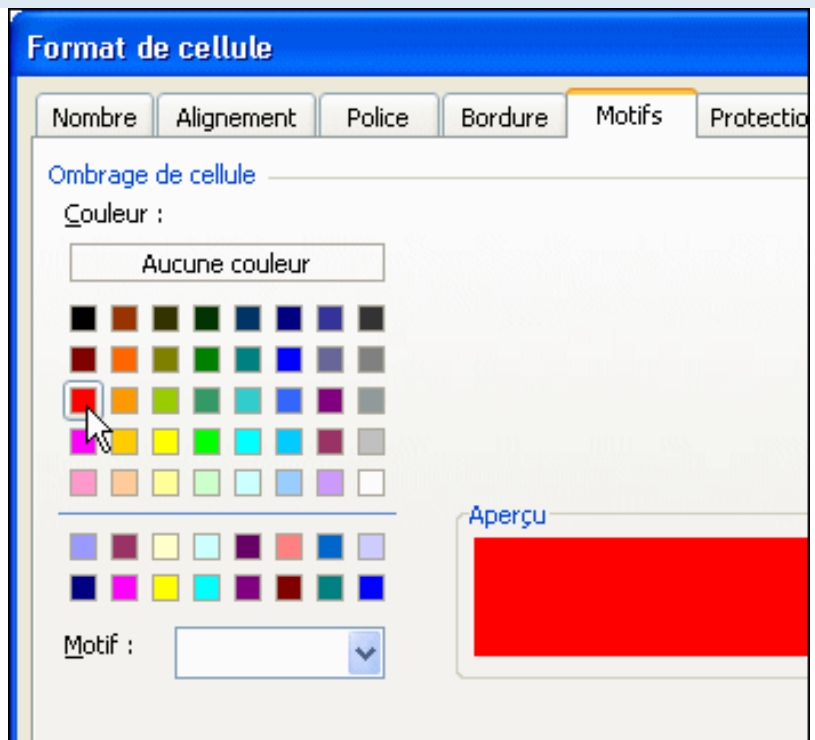 Format de cellule
Nombre Alignement Police Bordure Motifs Protectio
Ombrage de cellule
Couleur :
Aucune couleur
Aperçu
Motif :